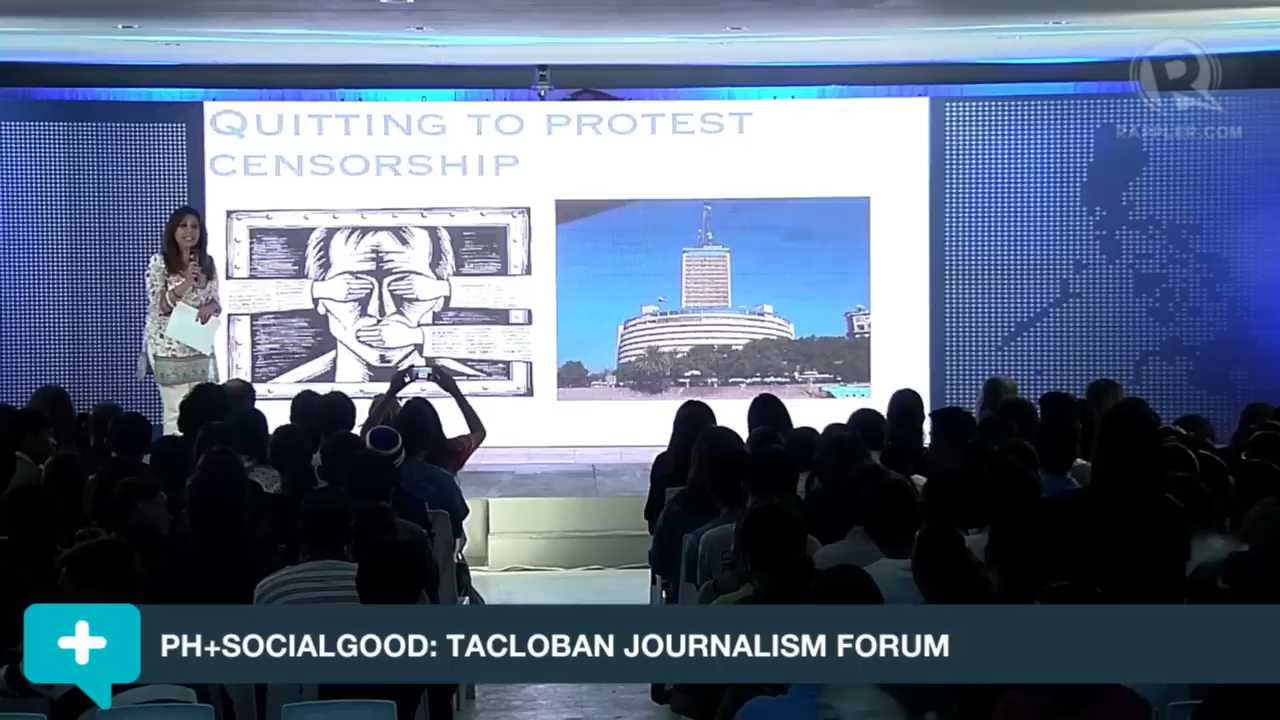 RAPPLER.COM
QUITTING TO PROTEST
CENSORSHIP
PH+SOCIALGOOD: TACLOBAN JOURNALISM FORUM